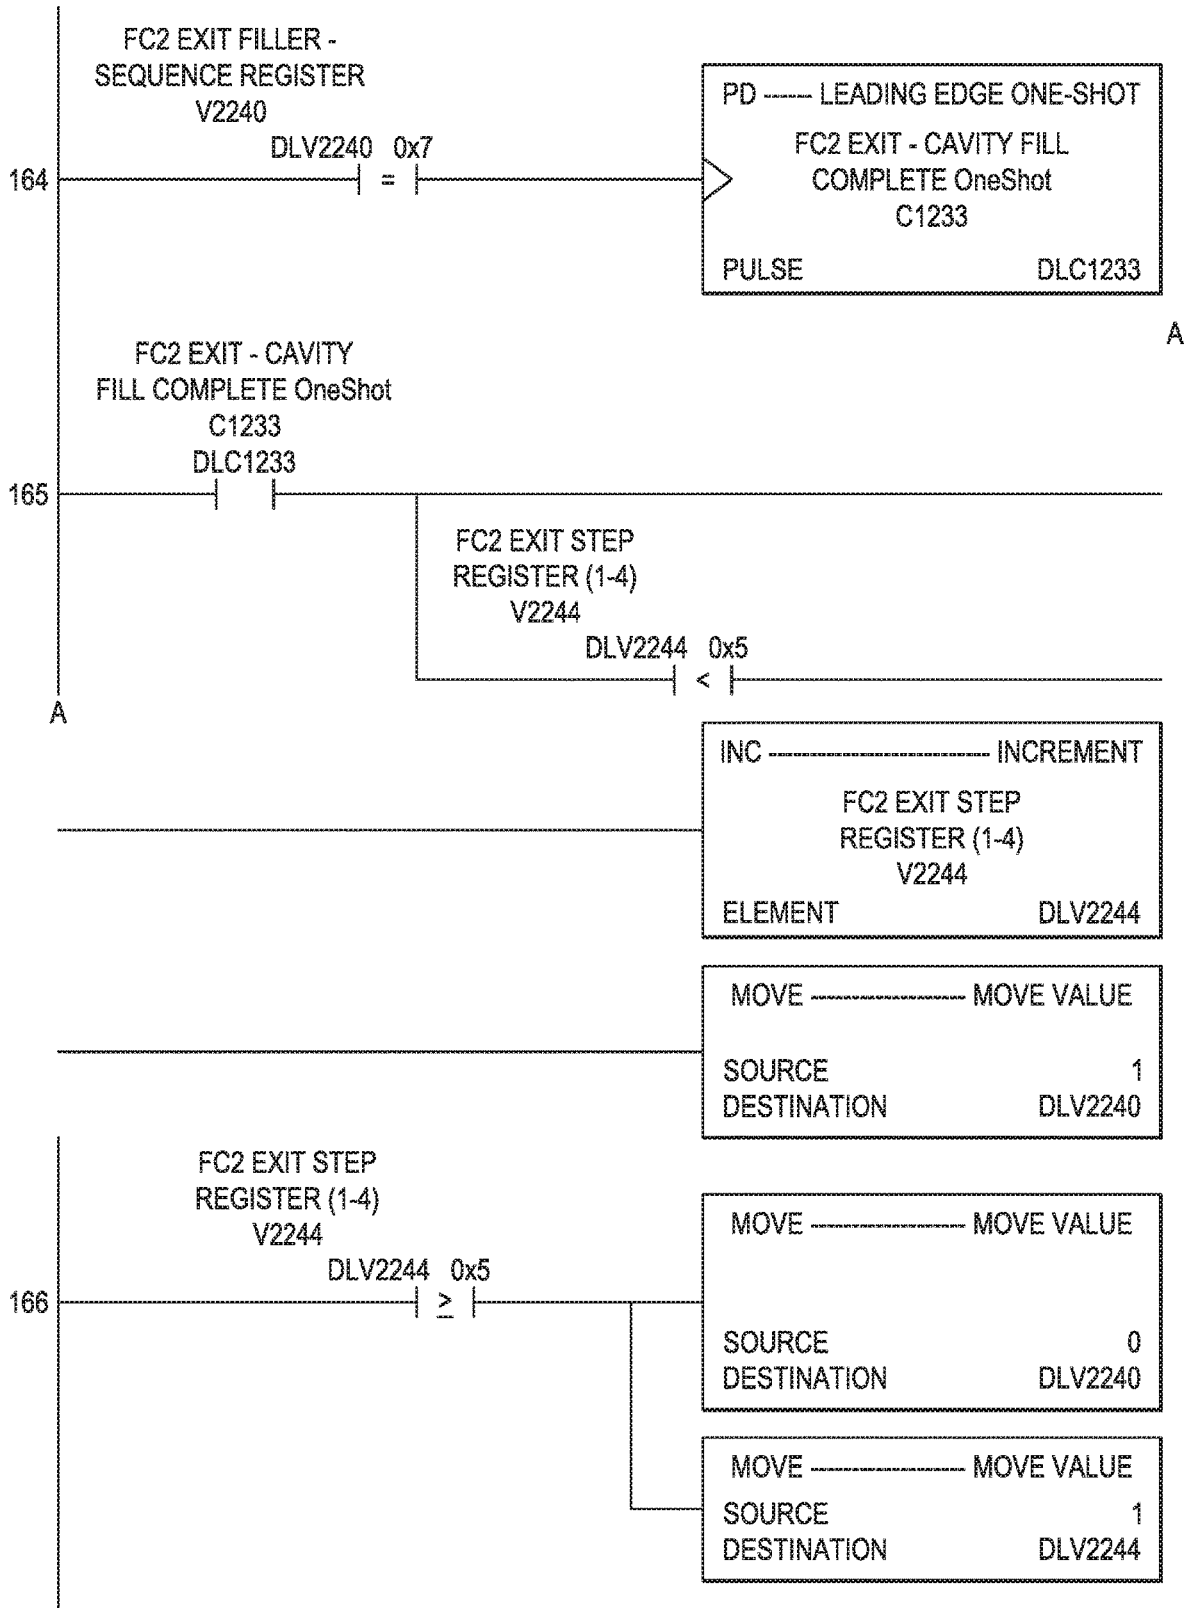 FC2 EXIT FILLER -
SEQUENCE REGISTER
V2240
DLV2240 0x7
164
=
PD ------ LEADING EDGE ONE-SHOT
FC2 EXIT - CAVITY FILL
COMPLETE OneShot
C1233
PULSE DLC1233
A
FC2 EXIT - CAVITY
FILL COMPLETE OneShot
C1233
DLC1233
165
FC2 EXIT STEP
REGISTER (1-4)
V2244
DLV2244 0x5
<
A
INC ------------------------ INCREMENT
FC2 EXIT STEP
REGISTER (1-4)
V2244
ELEMENT DLV2244
MOVE ----------------- MOVE VALUE
SOURCE 1
DESTINATION DLV2240
FC2 EXIT STEP
REGISTER (1-4)
V2244
DLV2244 0x5
166
≥
MOVE ----------------- MOVE VALUE
SOURCE 0
DESTINATION DLV2240
MOVE ----------------- MOVE VALUE
SOURCE 1
DESTINATION DLV2244